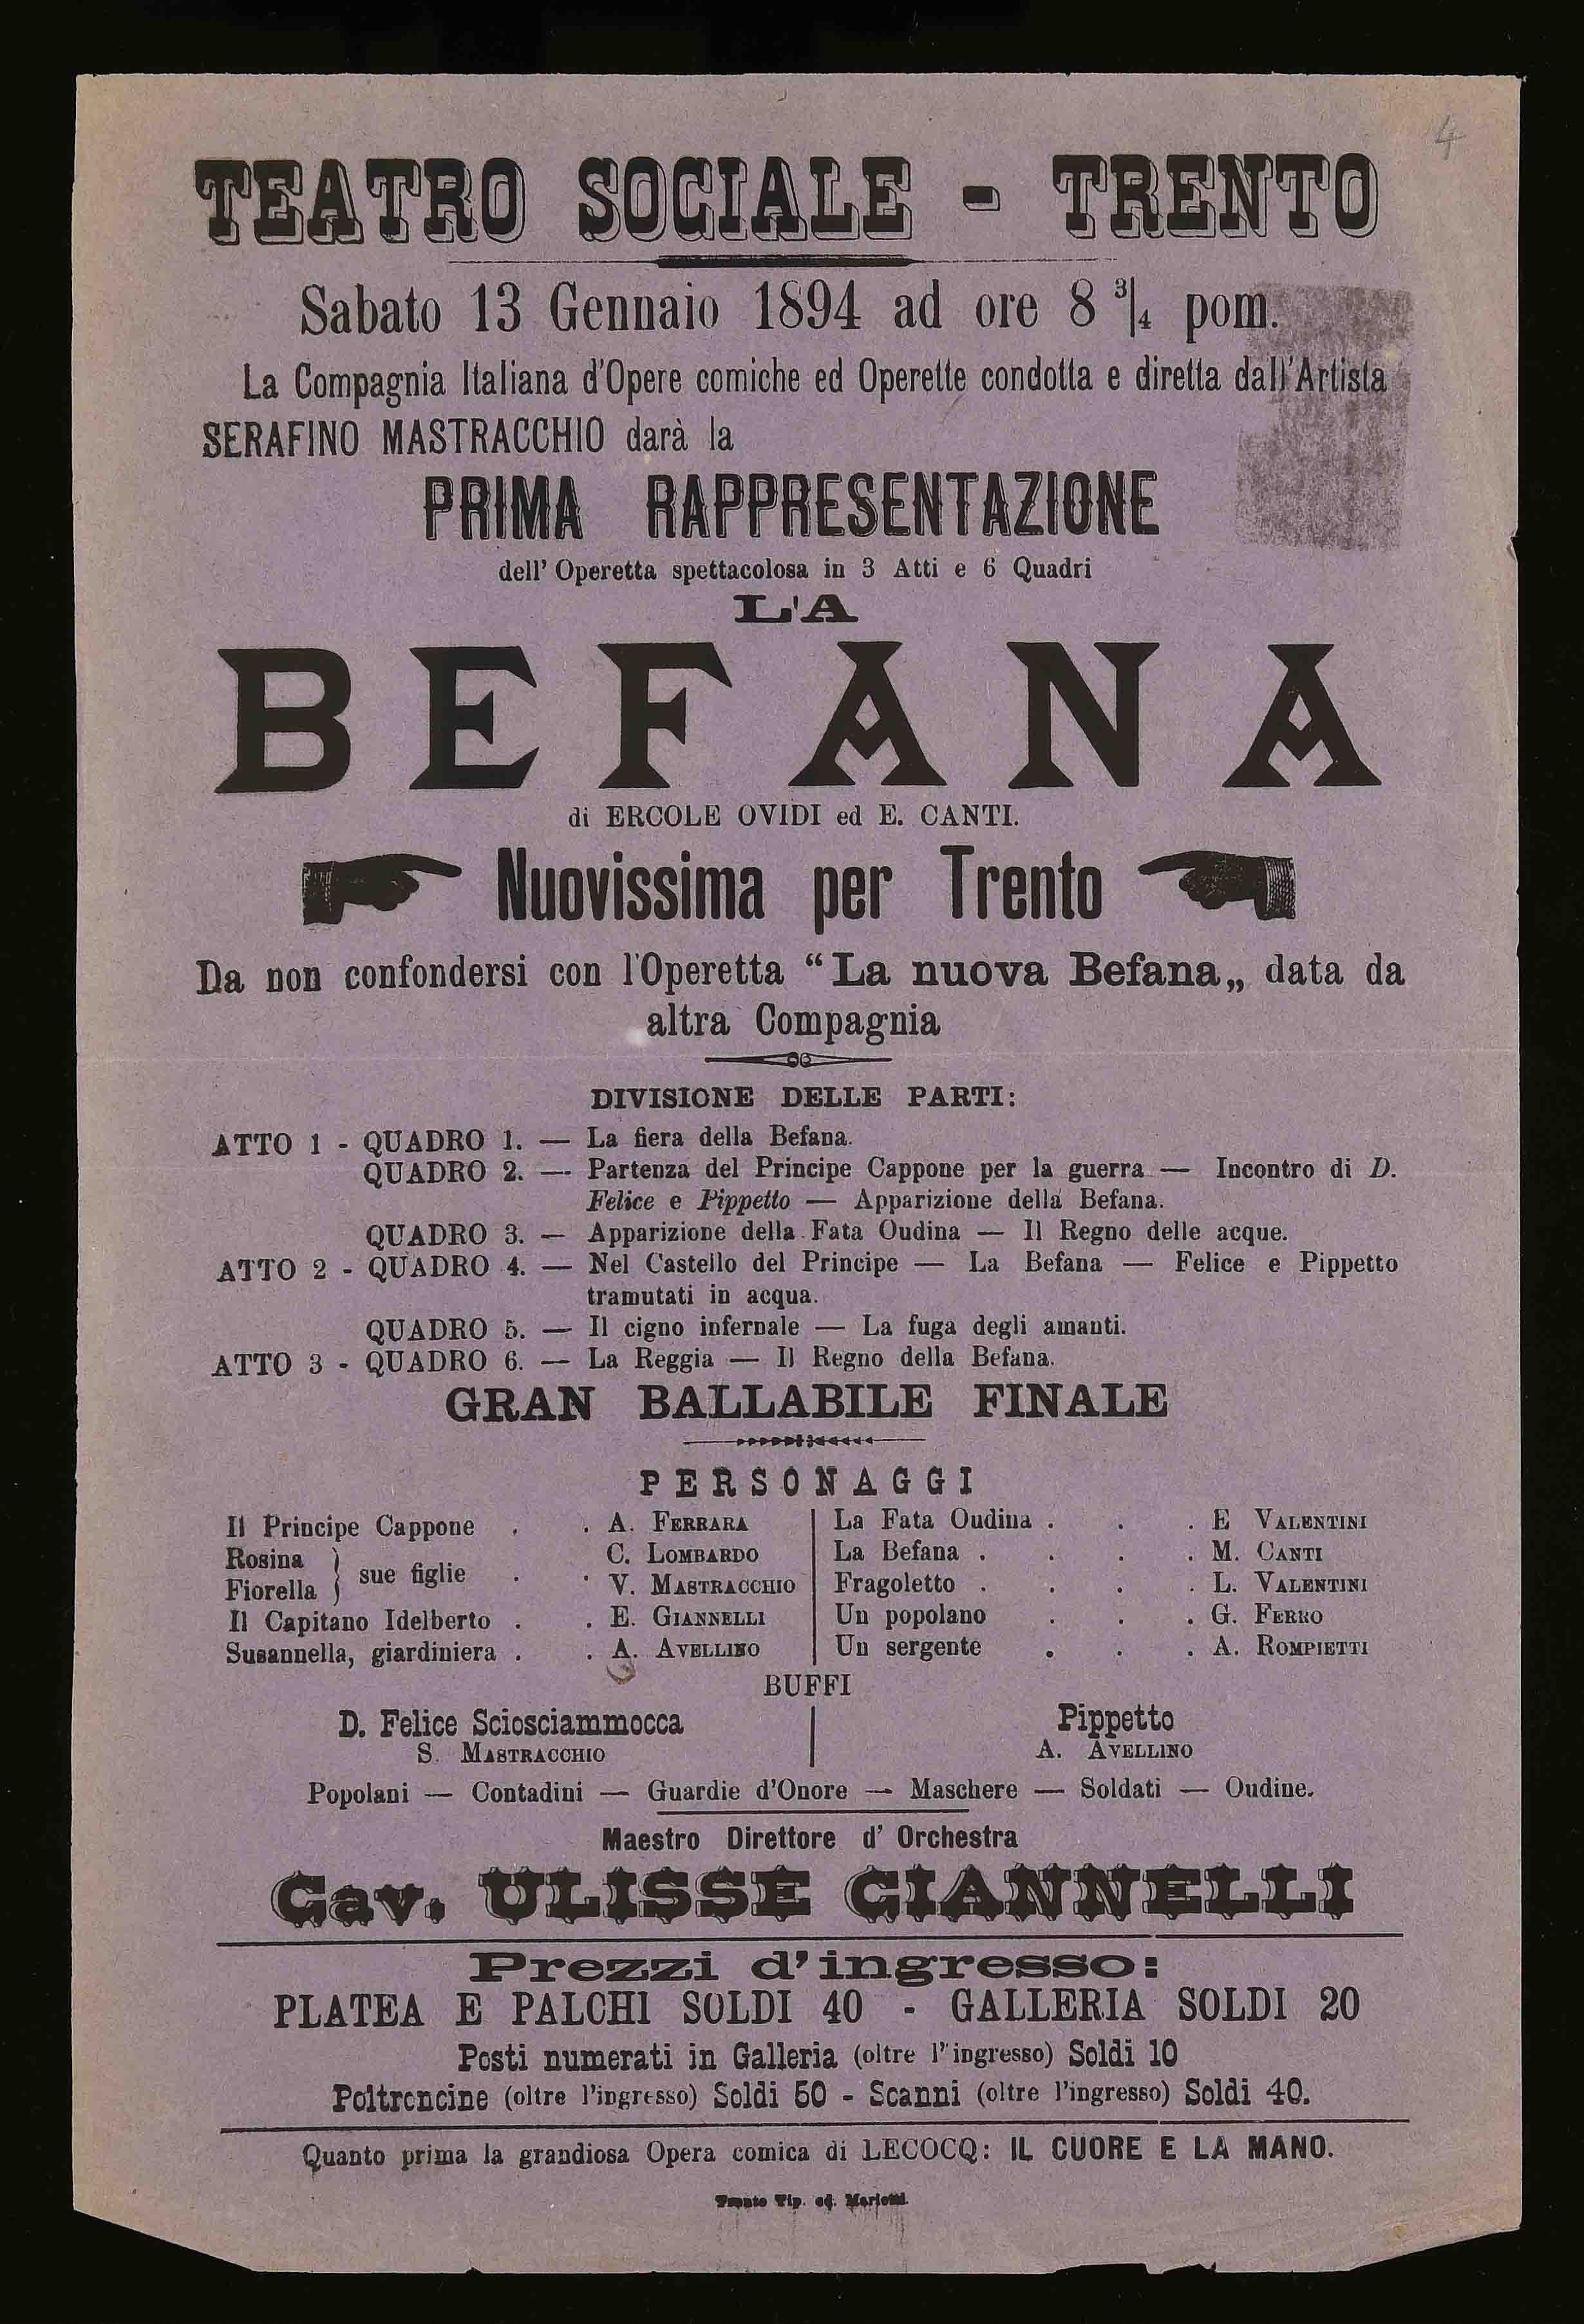 4
TEATRO SOCIALE - TRENTO
Sabato 13 Gennaio 1894 ad ore 8 3/4 pom.
La Compagnia Italiana d'Opere comiche ed Operette condotta e diretta dall'Artista
SERAFINO MASTRACCHIO darà la
PRIMA RAPPRESENTAZIONE
dell' Operetta spettacolosa in 3 Atti e 6 Quadri
L'A
BEFANA
di ERCOLE OVIDI ed E. CANTI.
Nuovissima per Trento
Da non confondersi con l'Operetta “La nuova Befana„ data da
altra Compagnia
DIVISIONE DELLE PARTI:
ATTO 1 - QUADRO 1. — La fiera della Befana.
QUADRO 2. — Partenza del Principe Cappone per la guerra — Incontro di D.
Felice e Pippetto — Apparizione della Befana.
QUADRO 3. — Apparizione della Fata Oudina — Il Regno delle acque.
ATTO 2 - QUADRO 4. — Nel Castello del Principe — La Befana — Felice e Pippetto
tramutati in acqua.
QUADRO 5. — Il cigno infernale — La fuga degli amanti.
ATTO 3 - QUADRO 6. — La Reggia — Il Regno della Befana.
GRAN BALLABILE FINALE
PERSONAGGI
Il Principe Cappone . . A. FERRARA
Rosina } sue figlie . . C. LOMBARDO
Fiorella } V. MASTRACCHIO
Il Capitano Idelberto . . E. GIANNELLI
Susannella, giardiniera . . A. AVELLINO
La Fata Oudina . . . E VALENTINI
La Befana . . . . M. CANTI
Fragoletto . . . . L. VALENTINI
Un popolano . . . G. FERRO
Un sergente . . . A. ROMPIETTI
BUFFI
D. Felice Sciosciammocca
S. MASTRACCHIO
Pippetto
A. AVELLINO
Popolani — Contadini — Guardie d'Onore — Maschere — Soldati — Oudine.
Maestro Direttore d' Orchestra
Cav. ULISSE GIANNELLI
Prezzi d'ingresso:
PLATEA E PALCHI SOLDI 40 - GALLERIA SOLDI 20
Posti numerati in Galleria (oltre l'ingresso) Soldi 10
Poltroncine (oltre l'ingresso) Soldi 50 - Scanni (oltre l'ingresso) Soldi 40.
Quanto prima la grandiosa Opera comica di LECOCQ: IL CUORE E LA MANO.
Trento Tip. ed. Marietti.